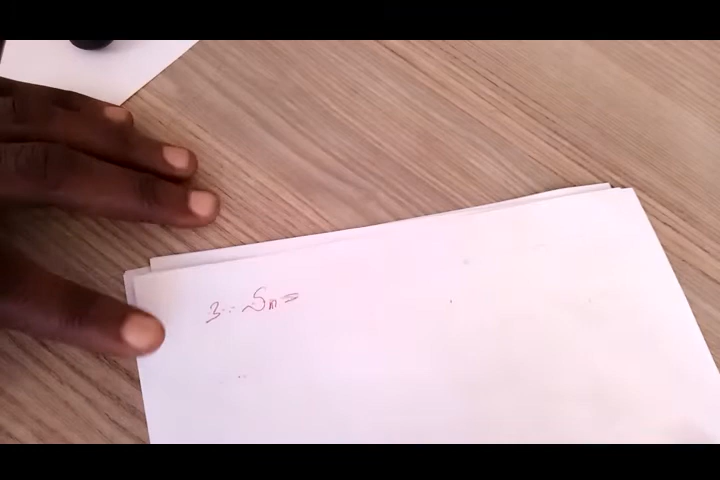 3. Sn =